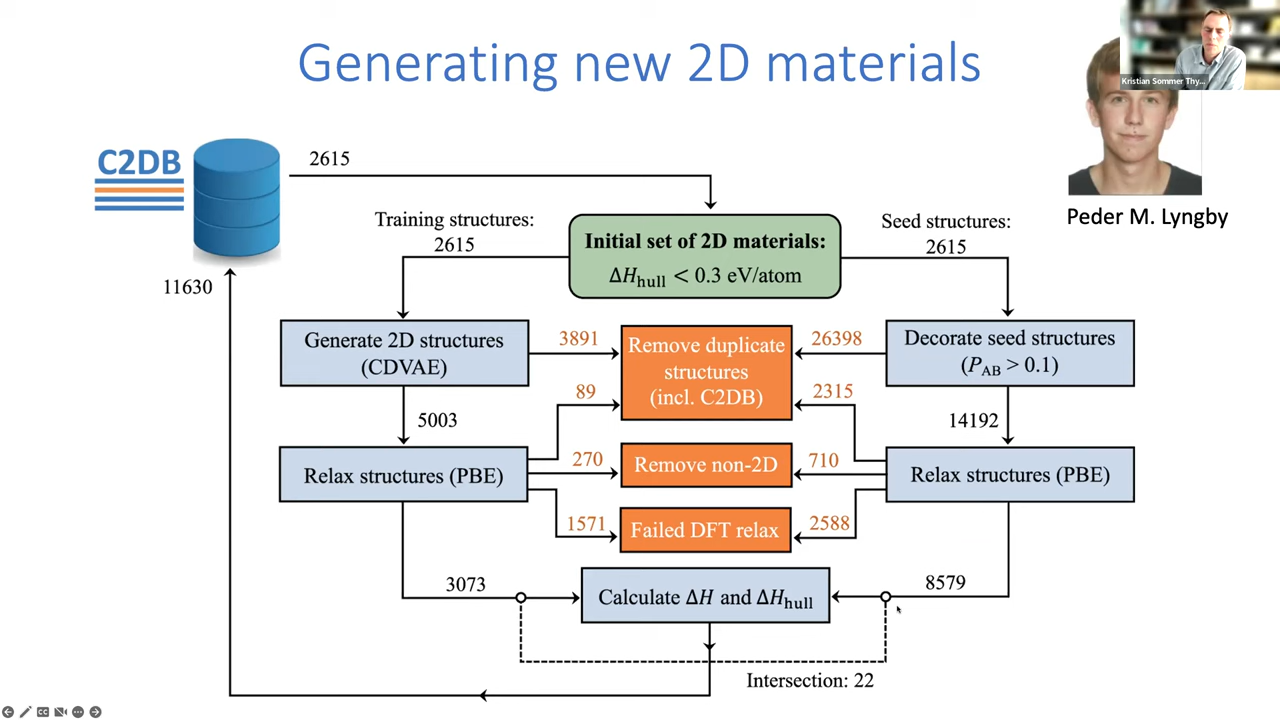 Generating new 2D materials
Kristian Sommer Thy...
Peder M. Lyngby
C2DB
2615
11630
Training structures:
2615
Initial set of 2D materials:
ΔHhull < 0.3 eV/atom
Seed structures:
2615
Generate 2D structures
(CDVAE)
3891
Remove duplicate
structures
(incl. C2DB)
26398
Decorate seed structures
(PAB > 0.1)
89
2315
5003
14192
Relax structures (PBE)
270
Remove non-2D
710
Relax structures (PBE)
1571
Failed DFT relax
2588
3073
Calculate ΔH and ΔHhull
8579
Intersection: 22